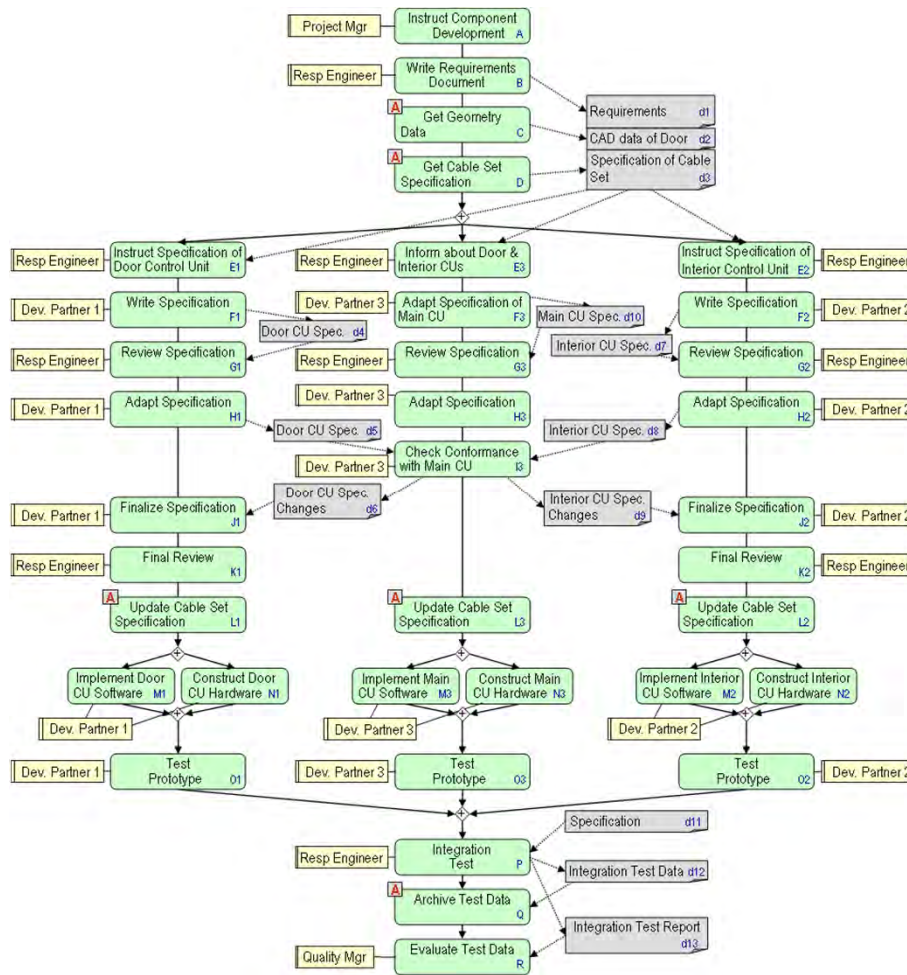 Project Mgr
Instruct Component
Development A
Resp Engineer
Write Requirements
Document B
A
Get Geometry
Data C
Requirements d1
CAD data of Door d2
A
Get Cable Set
Specification D
Specification of Cable
Set d3
+
Resp Engineer
Instruct Specification of
Door Control Unit E1
Resp Engineer
Inform about Door &
Interior CUs E3
Instruct Specification of
Interior Control Unit E2
Resp Engineer
Dev. Partner 1
Write Specification
F1
Dev. Partner 3
Adapt Specification of
Main CU F3
Write Specification
F2
Dev. Partner 2
Door CU Spec. d4
Main CU Spec. d10
Interior CU Spec. d7
Resp Engineer
Review Specification
G1
Resp Engineer
Review Specification
G3
Review Specification
G2
Resp Engineer
Dev. Partner 1
Adapt Specification
H1
Dev. Partner 3
Adapt Specification
H3
Adapt Specification
H2
Dev. Partner 2
Door CU Spec. d5
Interior CU Spec. d8
Dev. Partner 3
Check Conformance
with Main CU I3
Door CU Spec.
Changes d6
Interior CU Spec.
Changes d9
Dev. Partner 1
Finalize Specification
J1
Finalize Specification
J2
Dev. Partner 2
Resp Engineer
Final Review
K1
Final Review
K2
Resp Engineer
A
Update Cable Set
Specification L1
A
Update Cable Set
Specification L3
A
Update Cable Set
Specification L2
+
+
+
Implement Door
CU Software M1
Construct Door
CU Hardware N1
Implement Main
CU Software M3
Construct Main
CU Hardware N3
Implement Interior
CU Software M2
Construct Interior
CU Hardware N2
Dev. Partner 1
+
Dev. Partner 3
+
Dev. Partner 2
+
Dev. Partner 1
Test
Prototype O1
Dev. Partner 3
Test
Prototype O3
Test
Prototype O2
Dev. Partner 2
+
Specification d11
Resp Engineer
Integration
Test P
Integration Test Data d12
A
Archive Test Data
Q
Integration Test Report
d13
Quality Mgr
Evaluate Test Data
R